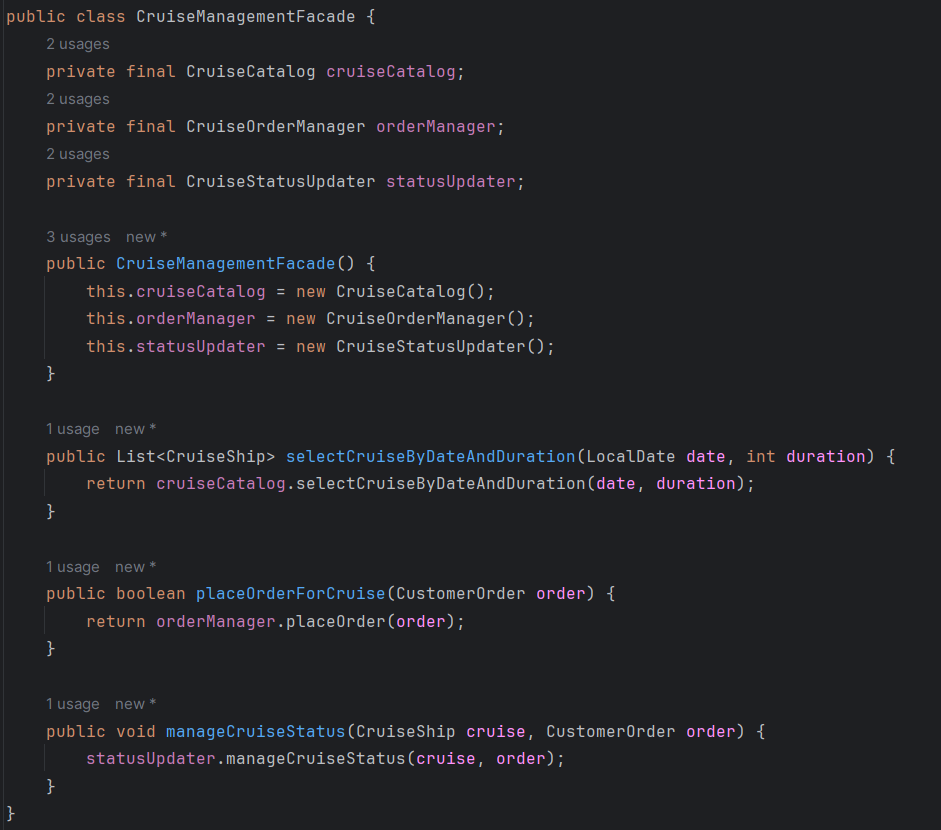 public class CruiseManagementFacade {
2 usages
private final CruiseCatalog cruiseCatalog;
2 usages
private final CruiseOrderManager orderManager;
2 usages
private final CruiseStatusUpdater statusUpdater;
3 usages new *
public CruiseManagementFacade() {
this.cruiseCatalog = new CruiseCatalog();
this.orderManager = new CruiseOrderManager();
this.statusUpdater = new CruiseStatusUpdater();
}
1 usage new *
public List<CruiseShip> selectCruiseByDateAndDuration(LocalDate date, int duration) {
return cruiseCatalog.selectCruiseByDateAndDuration(date, duration);
}
1 usage new *
public boolean placeOrderForCruise(CustomerOrder order) {
return orderManager.placeOrder(order);
}
1 usage new *
public void manageCruiseStatus(CruiseShip cruise, CustomerOrder order) {
statusUpdater.manageCruiseStatus(cruise, order);
}
}